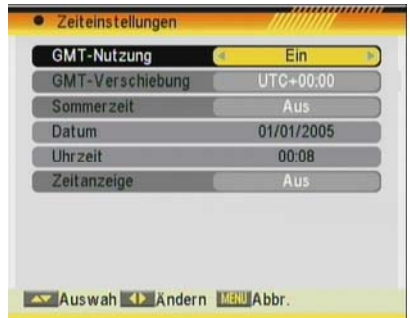 Zeiteinstellungen
GMT-Nutzung Ein
GMT-Verschiebung UTC+00:00
Sommerzeit Aus
Datum 01/01/2005
Uhrzeit 00:08
Zeitanzeige Aus
Auswah Ändern MENU Abbr.